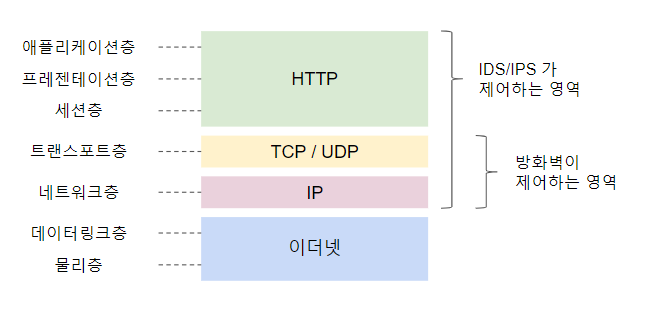 애플리케이션층
프레젠테이션층
세션층
트랜스포트층
네트워크층
데이터링크층
물리층
HTTP
TCP / UDP
IP
이더넷
IDS/IPS 가
제어하는 영역
방화벽이
제어하는 영역